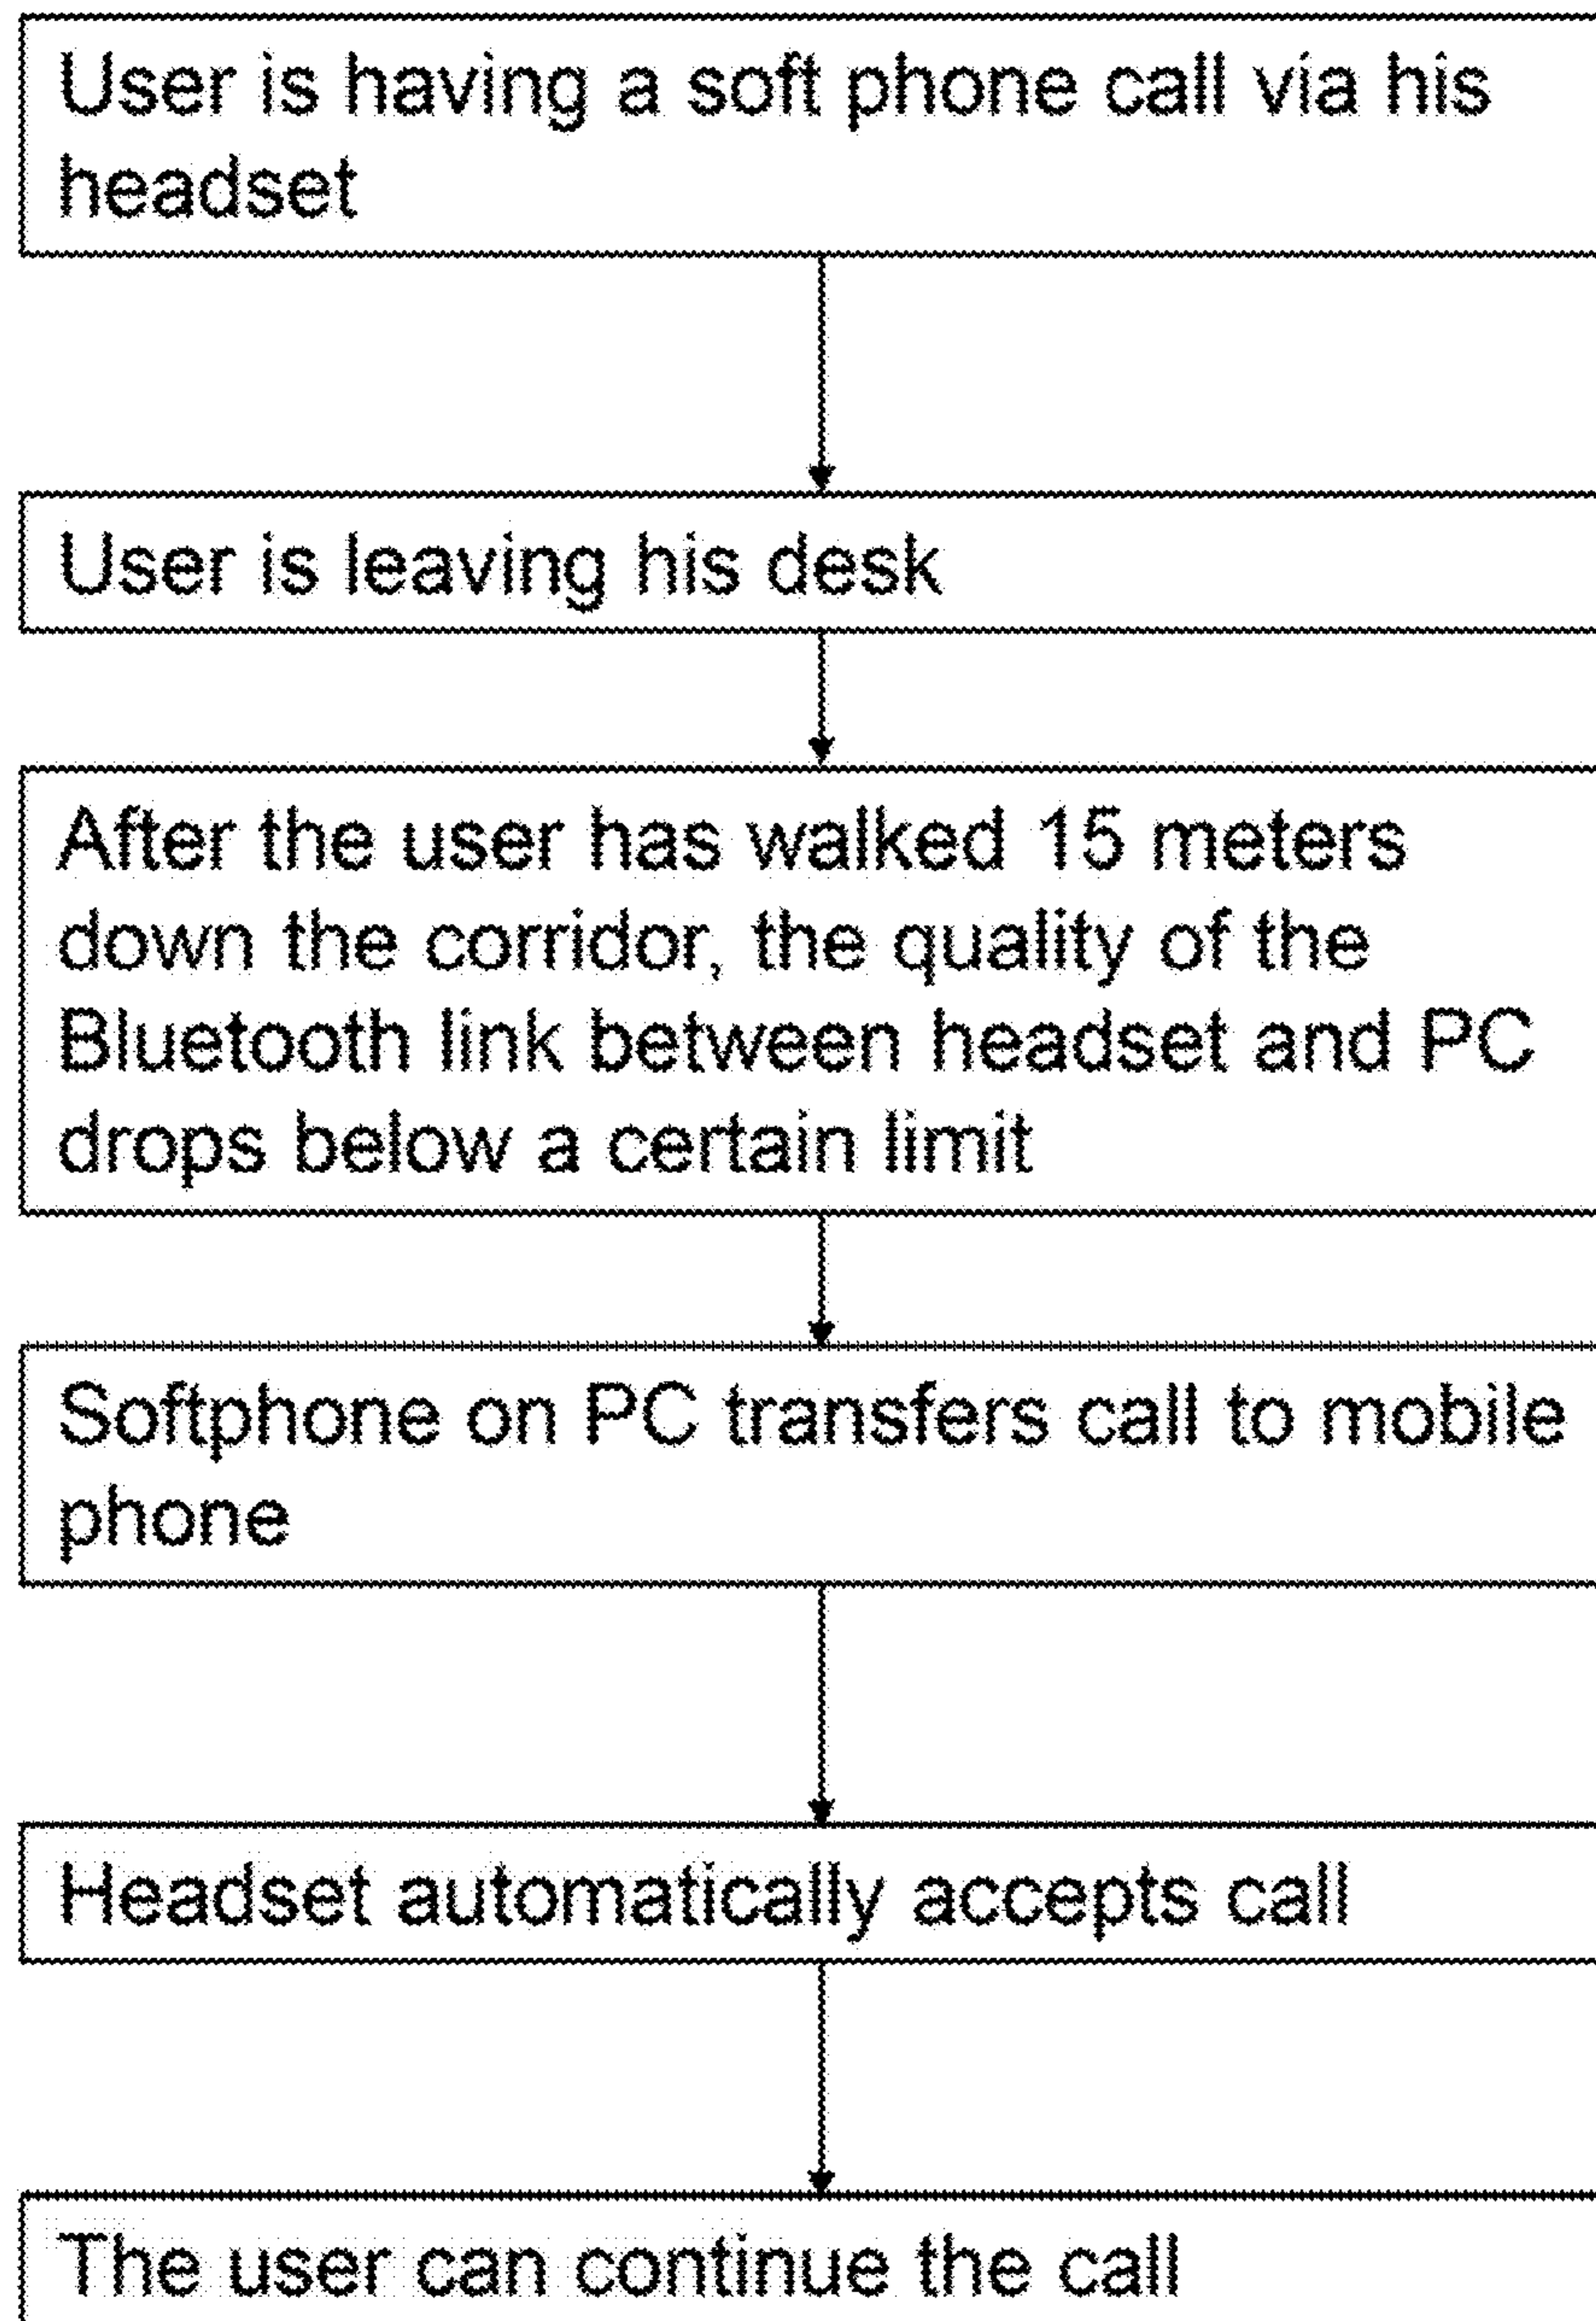 User is having a soft phone call via his
headset
User is leaving his desk
After the user has walked 15 meters
down the corridor, the quality of the
Bluetooth link between headset and PC
drops below a certain limit
Softphone on PC transfers call to mobile
phone
Headset automatically accepts call
The user can continue the call